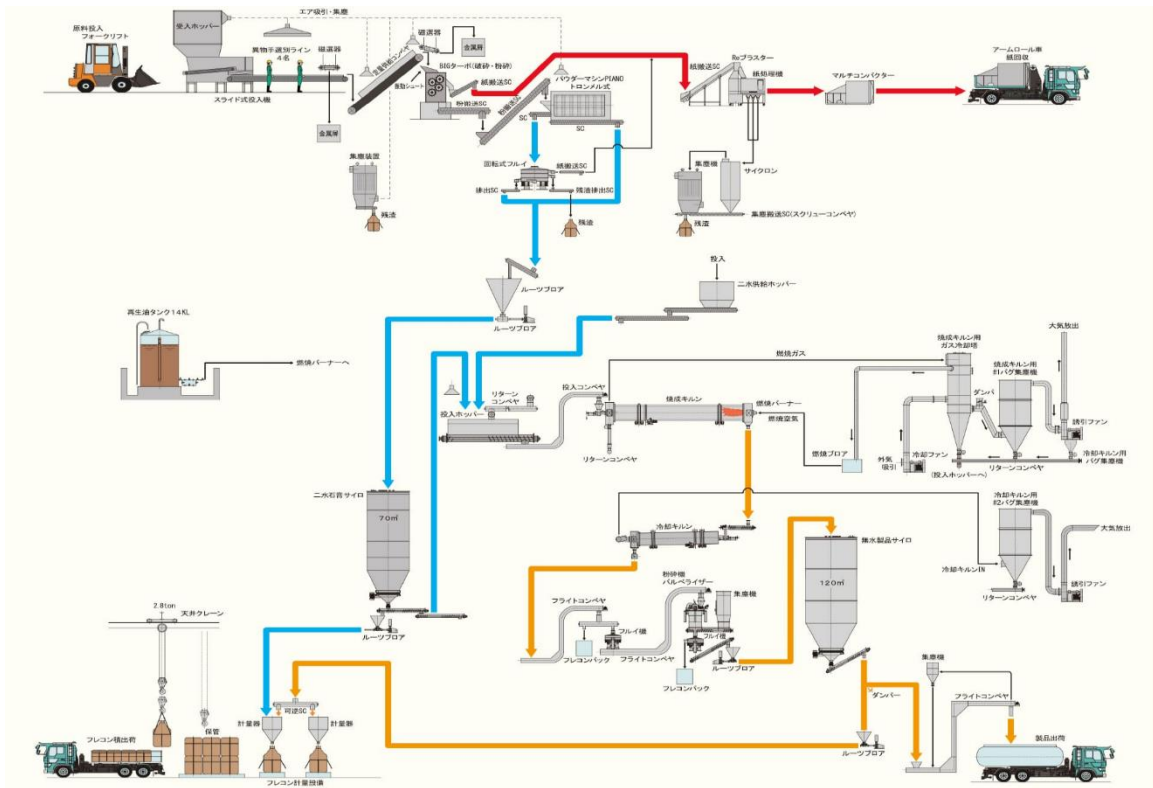 原料投入
フォークリフト
受入ホッパー
エア吸引・集塵
異物手選別ライン
4名
磁選器
スライド式投入機
金属屑
定量供給コンベヤ
磁選器
金属屑
BIGターボ(破砕・粉砕)
振動シュート
紙搬送SC
粉搬送SC
粉搬送SC
パウダーマシンPIANO
トロンメル式
SC
SC
紙搬送SC
Reブラスター
紙処理機
マルチコンパクター
アームロール車
紙回収
集塵装置
残渣
回転式フルイ
紙搬送SC
排出SC
残渣排出SC
残渣
集塵機
サイクロン
集塵搬送SC(スクリューコンベヤ)
残渣
ルーツブロア
ルーツブロア
投入
二水供給ホッパー
再生油タンク14KL
燃焼バーナーへ
リターン
コンベヤ
投入ホッパー
投入コンベヤ
焼成キルン
リターンコンベヤ
燃焼バーナー
燃焼空気
燃焼ガス
燃焼ブロア
焼成キルン用
ガス冷却塔
焼成キルン用
#1バグ集塵機
大気放出
ダンパ
誘引ファン
外気
吸引
冷却ファン
(投入ホッパーへ)
リターンコンベヤ
冷却キルン用
バグ集塵機
二水石膏サイロ
70㎥
ルーツブロア
冷却キルン
無水製品サイロ
120㎥
冷却キルン用
#2バグ集塵機
大気放出
冷却キルンIN
リターンコンベヤ
誘引ファン
フライトコンベヤ
フルイ機
フレコンバック
フライトコンベヤ
粉砕機
パルベライザー
集塵機
フルイ機
フレコンバック
ルーツブロア
ダンパー
ルーツブロア
集塵機
フライトコンベヤ
製品出荷
2.8ton
天井クレーン
可逆SC
計量器
計量器
保管
フレコン積出荷
フレコン計量設備